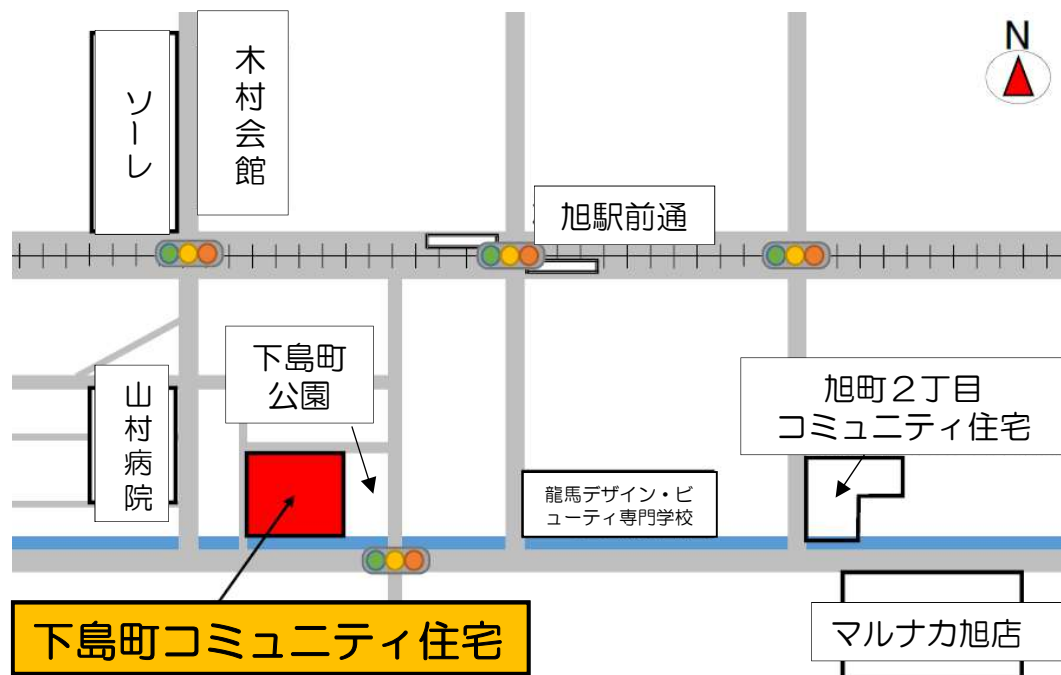 N
ソーレ
木村会館
旭駅前通
下島町
公園
旭町２丁目
コミュニティ住宅
山村病院
龍馬デザイン・ビ
ューティ専門学校
下島町コミュニティ住宅
マルナカ旭店